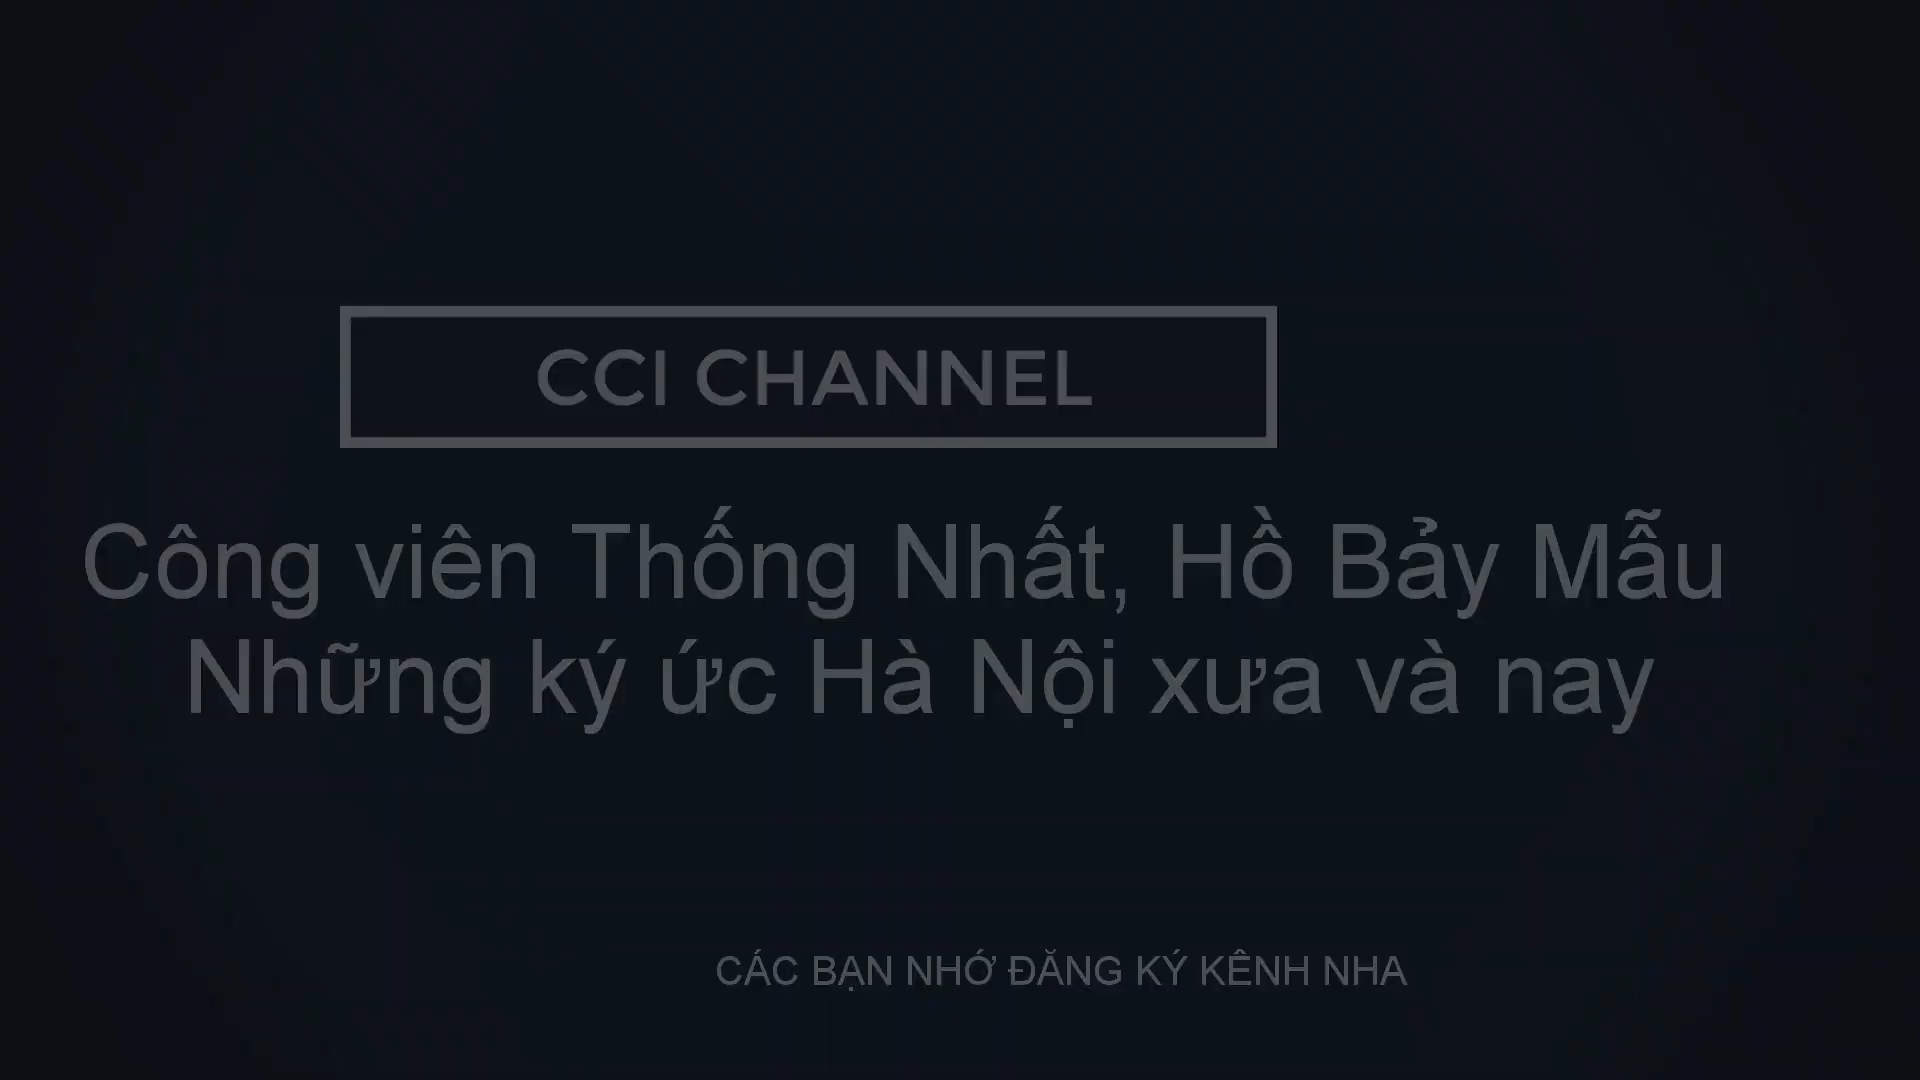 CCI CHANNEL
Công viên Thống Nhất, Hồ Bảy Mẫu
Những ký ức Hà Nội xưa và nay
CÁC BẠN NHỚ ĐĂNG KÝ KÊNH NHA